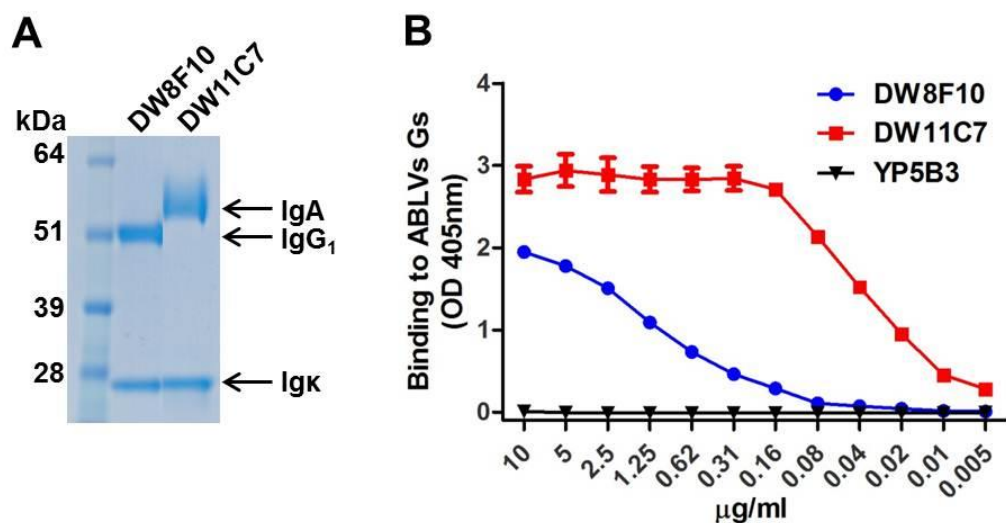 A
DW8F10
DW11C7
kDa
64
51
39
28
IgA
IgG₁
Igκ
B
Binding to ABLVs Gs
(OD 405nm)
4
3
2
1
0
DW8F10
DW11C7
YP5B3
10
5
2.5
1.25
0.62
0.31
0.16
0.08
0.04
0.02
0.01
0.005
µg/ml